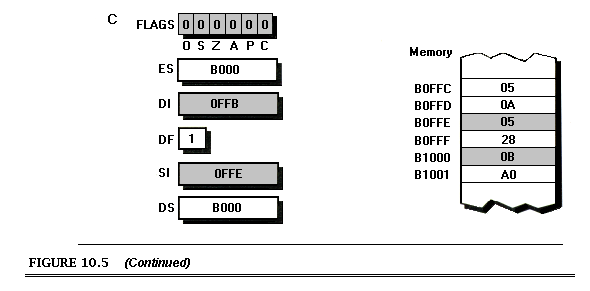 C
FLAGS 0 0 0 0 0 0
O S Z A P C
ES B000
DI 0FFB
DF 1
SI 0FFE
DS B000
Memory
B0FFC 05
B0FFD 0A
B0FFE 05
B0FFF 28
B1000 0B
B1001 A0
FIGURE 10.5 (Continued)